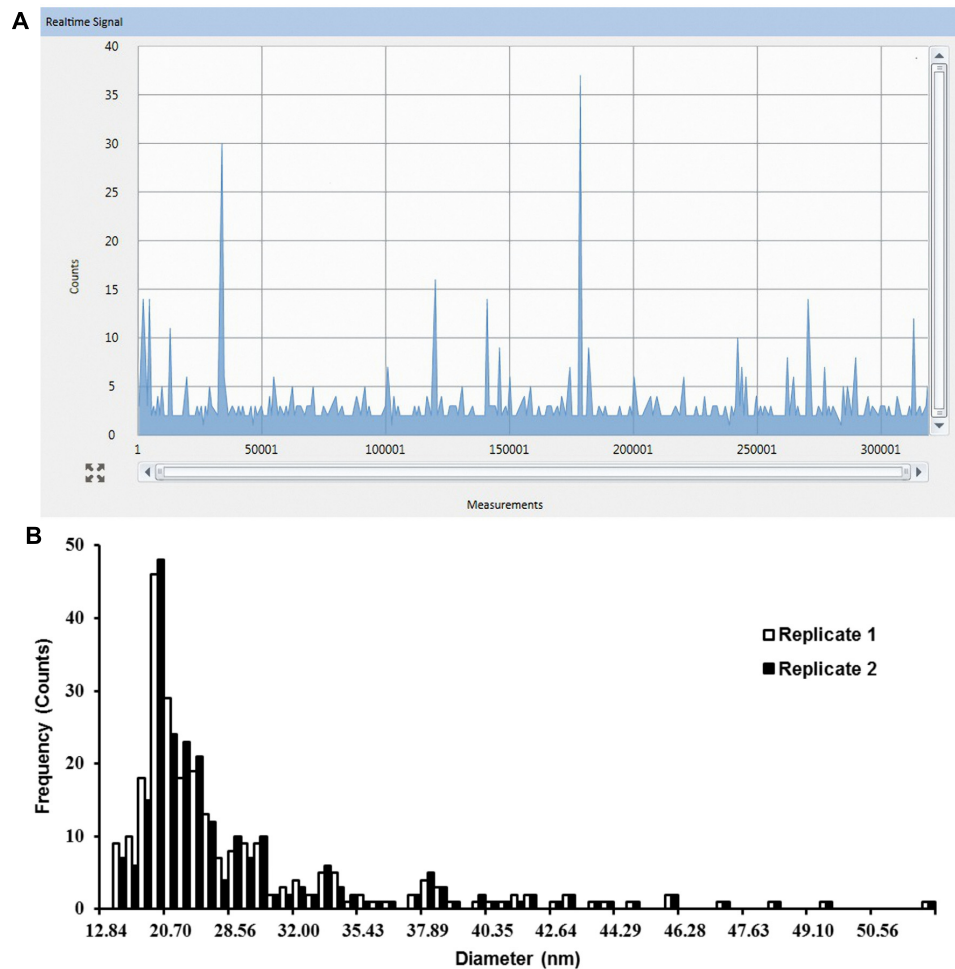 A
Realtime Signal
40
35
30
25
20
15
10
5
0
Counts
1 50001 100001 150001 200001 250001 300001
Measurements
B
50
40
30
20
10
0
Frequency (Counts)
Replicate 1
Replicate 2
12.84 20.70 28.56 32.00 35.43 37.89 40.35 42.64 44.29 46.28 47.63 49.10 50.56
Diameter (nm)